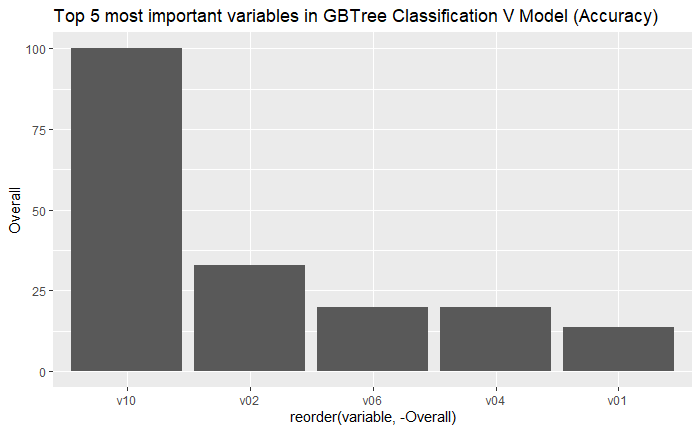 Top 5 most important variables in GBTree Classification V Model (Accuracy)
100
75
50
25
0
Overall
v10 v02 v06 v04 v01
reorder(variable, -Overall)